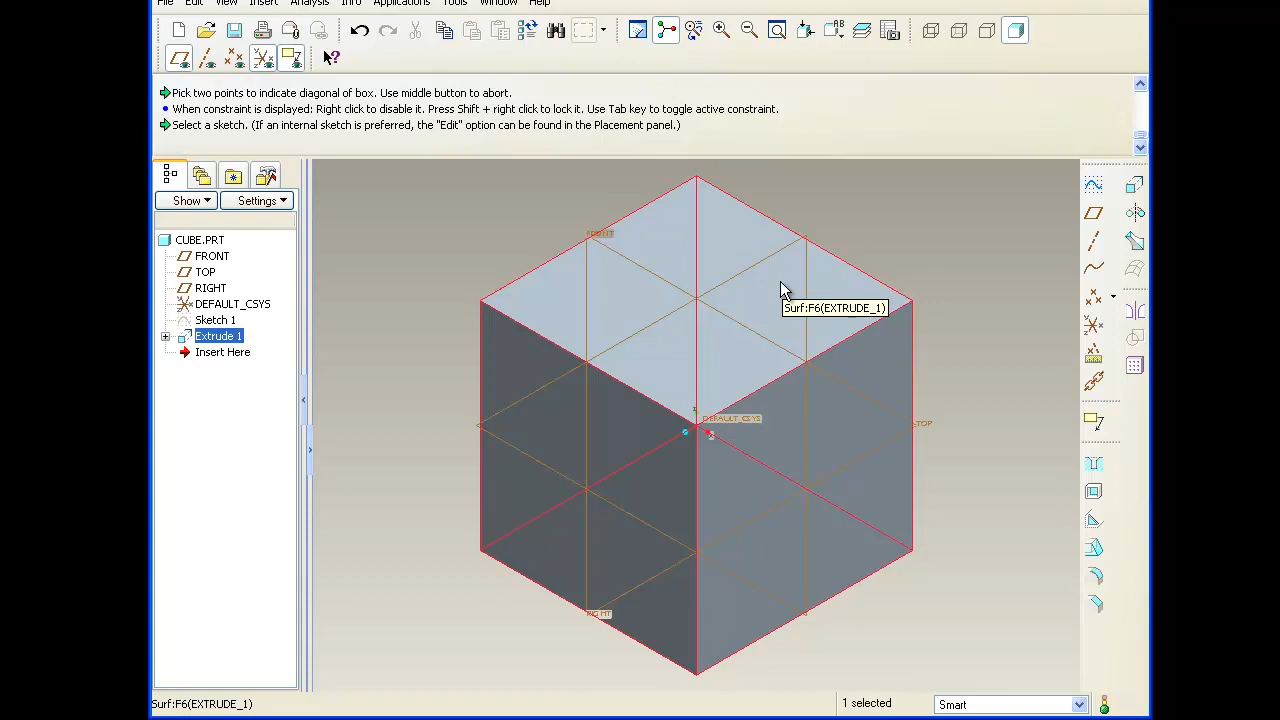 File Edit View Insert Analysis Info Applications Tools Window Help
Pick two points to indicate diagonal of box. Use middle button to abort.
When constraint is displayed: Right click to disable it. Press Shift + right click to lock it. Use Tab key to toggle active constraint.
Select a sketch. (If an internal sketch is preferred, the "Edit" option can be found in the Placement panel.)
Show Settings
CUBE.PRT
FRONT
TOP
RIGHT
DEFAULT_CSYS
Sketch 1
Extrude 1
Insert Here
FRONT
Surf:F6(EXTRUDE_1)
DEFAULT_CSYS
TOP
RIGHT
Surf:F6(EXTRUDE_1)
1 selected
Smart